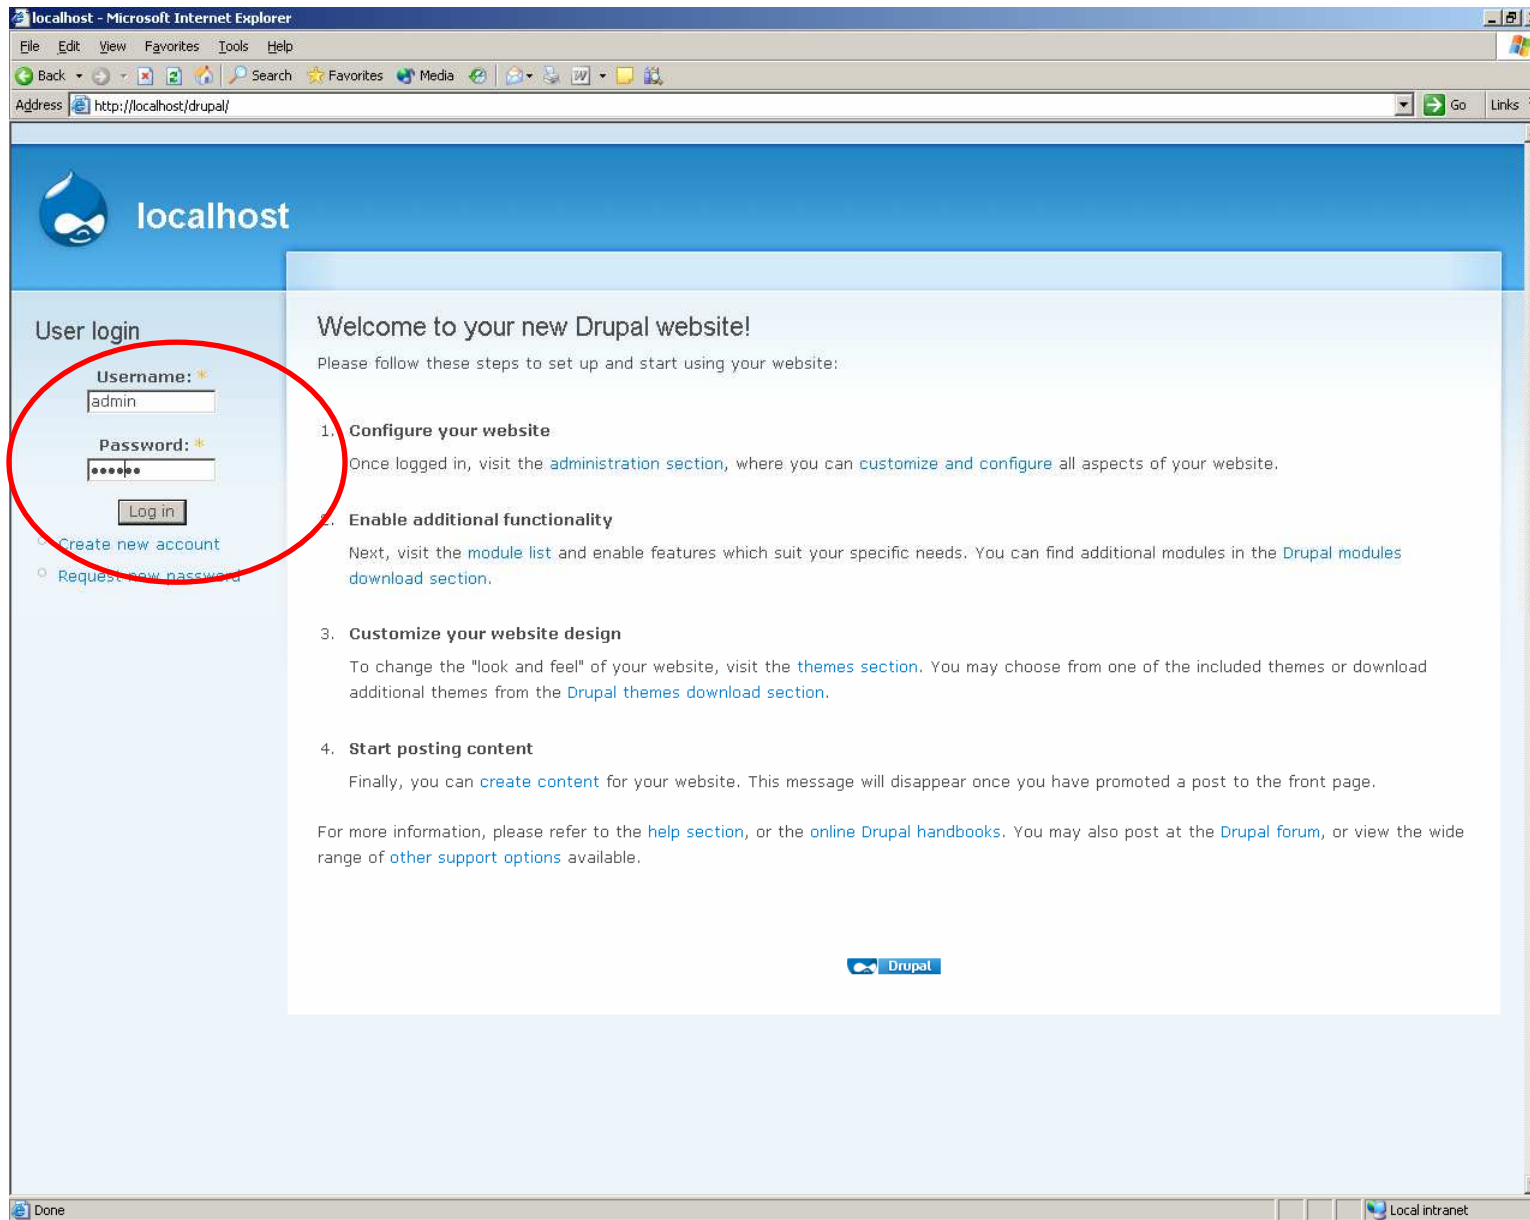 localhost - Microsoft Internet Explorer
File Edit View Favorites Tools Help
Back Search Favorites Media
Address http://localhost/drupal/ Go Links
localhost
User login
Username: *
admin
Password: *
••••••
Log in
Create new account
Request new password
Welcome to your new Drupal website!
Please follow these steps to set up and start using your website:
1. Configure your website
Once logged in, visit the administration section, where you can customize and configure all aspects of your website.
2. Enable additional functionality
Next, visit the module list and enable features which suit your specific needs. You can find additional modules in the Drupal modules
download section.
3. Customize your website design
To change the "look and feel" of your website, visit the themes section. You may choose from one of the included themes or download
additional themes from the Drupal themes download section.
4. Start posting content
Finally, you can create content for your website. This message will disappear once you have promoted a post to the front page.
For more information, please refer to the help section, or the online Drupal handbooks. You may also post at the Drupal forum, or view the wide
range of other support options available.
Drupal
Done Local intranet